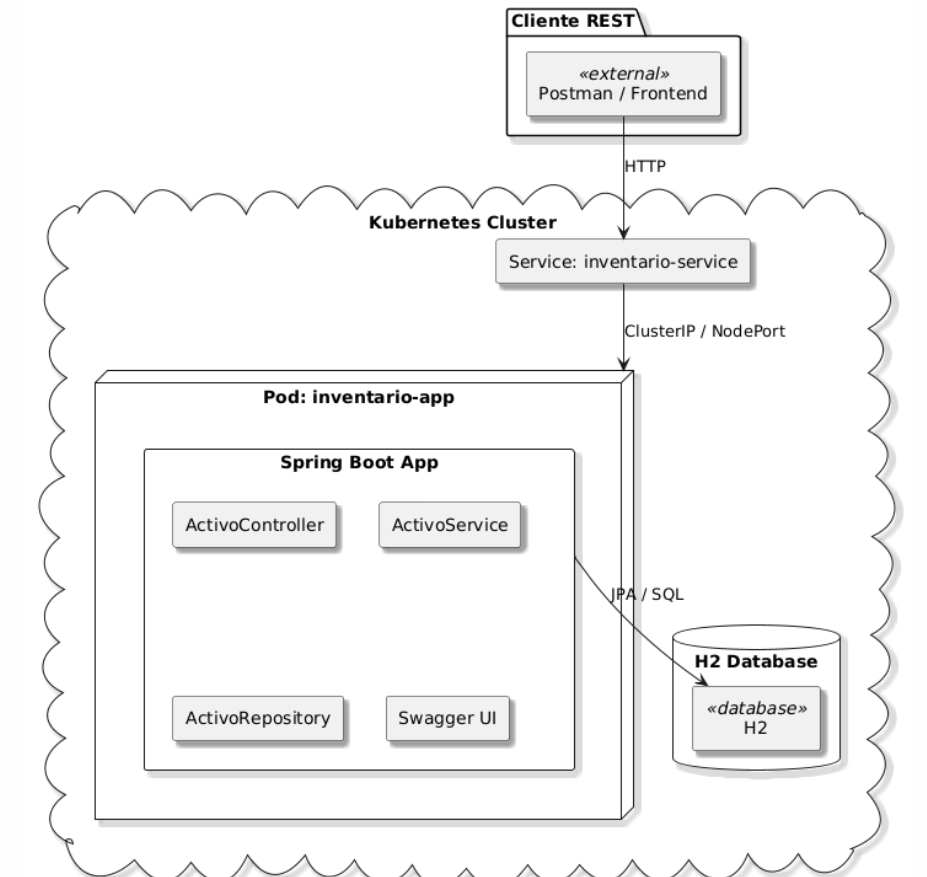 Cliente REST
«external»
Postman / Frontend
HTTP
Kubernetes Cluster
Service: inventario-service
ClusterIP / NodePort
Pod: inventario-app
Spring Boot App
ActivoController
ActivoService
JPA / SQL
H2 Database
«database»
H2
ActivoRepository
Swagger UI